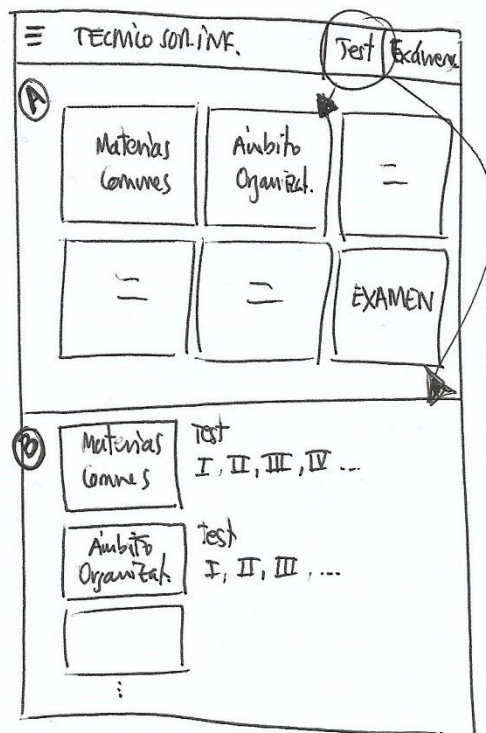 ☰ TECNICO SOP.INF. Test Exámenes
A
Materias Comunes
Ámbito Organizat.
=
=
=
EXAMEN
B
Materias Comunes
Test
I, II, III, IV ...
Ámbito Organizat.
Test
I, II, III, ...
⋮